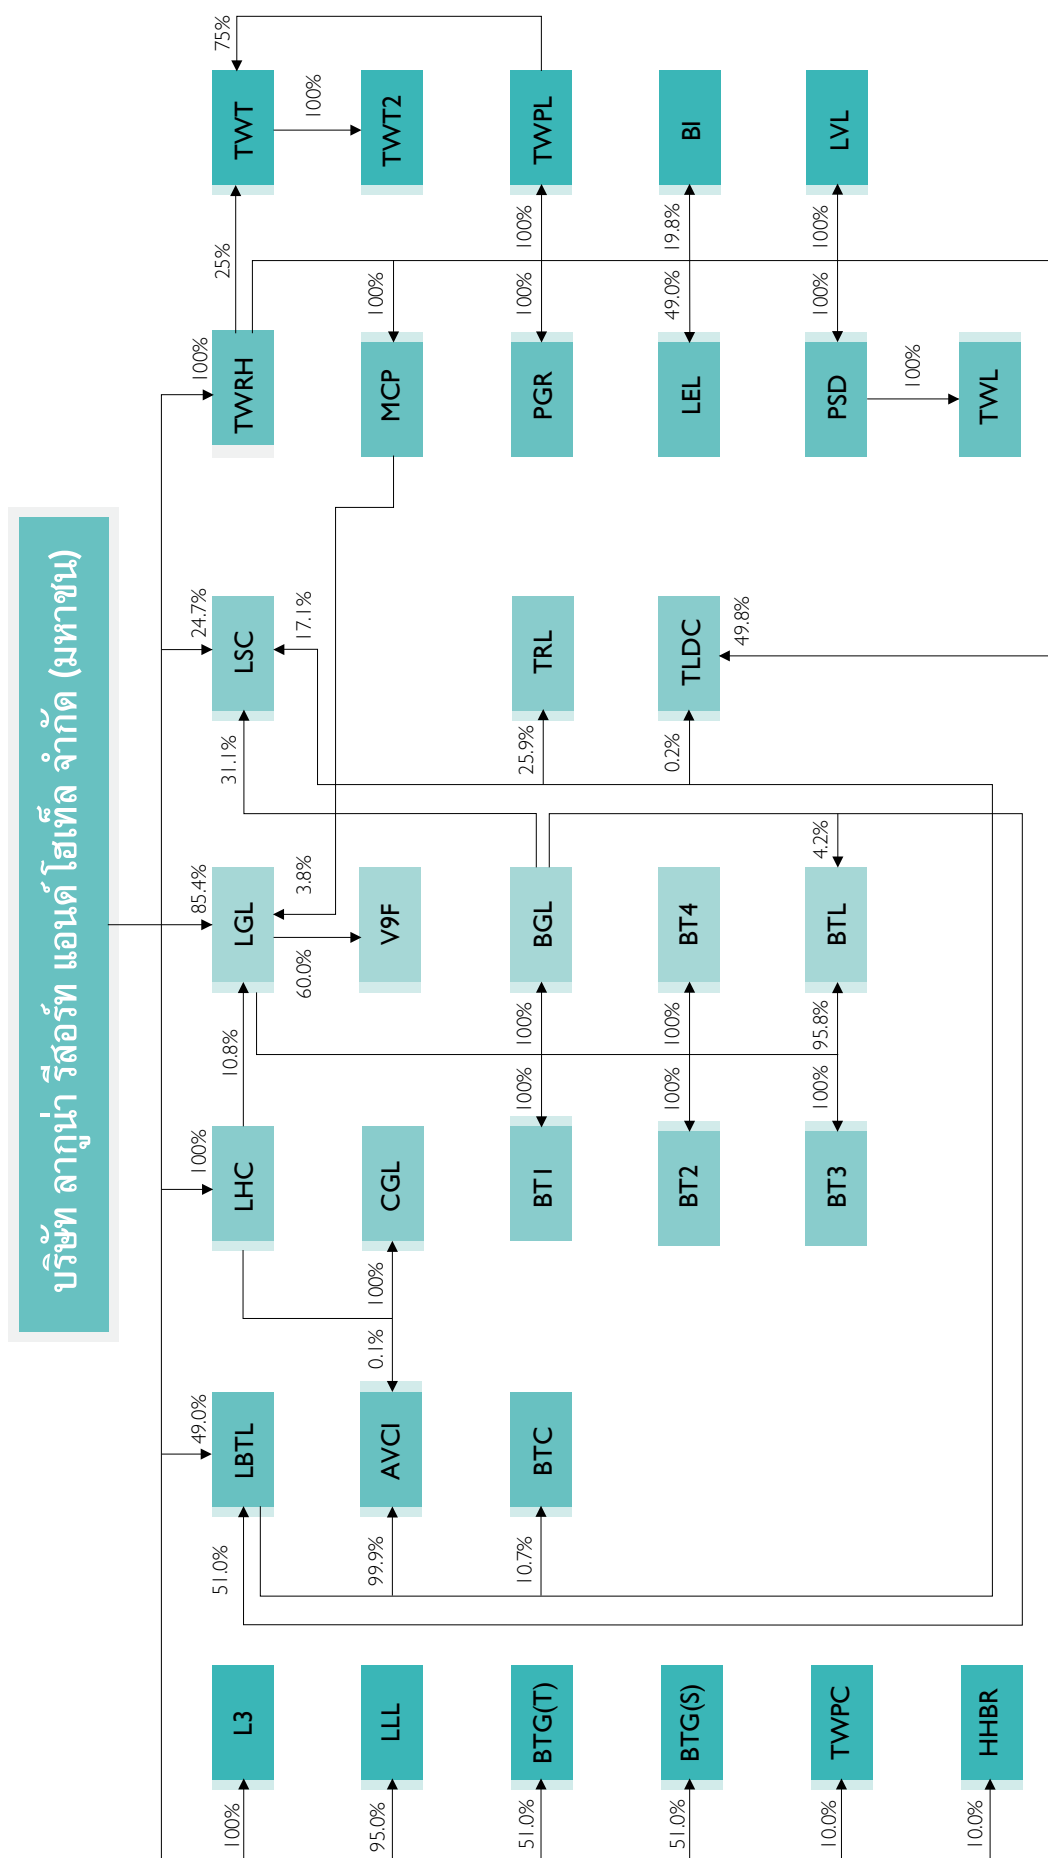 บริษัท ลากูน่า รีสอร์ท แอนด์ โฮเท็ล จำกัด (มหาชน)
49.0% 100% 85.4% 24.7% 100% 75%
100% 51.0% 10.8% 31.1% 25%
L3 LBTL LHC LGL LSC TWRH TWT
60.0% 3.8% 17.1% 100%
95.0% 99.9% 0.1% 100% 100%
LLL AVCI CGL V9F MCP TWT2
51.0% 10.7% 100% 100% 25.9% 100% 100%
BTG(T) BTC BT1 BGL TRL PGR TWPL
51.0% 100% 100% 0.2% 49.0% 19.8%
BTG(S) BT2 BT4 TLDC LEL BI
49.8%
10.0% 100% 95.8% 4.2% 100% 100%
TWPC BT3 BTL PSD LVL
100%
10.0%
HHBR TWL